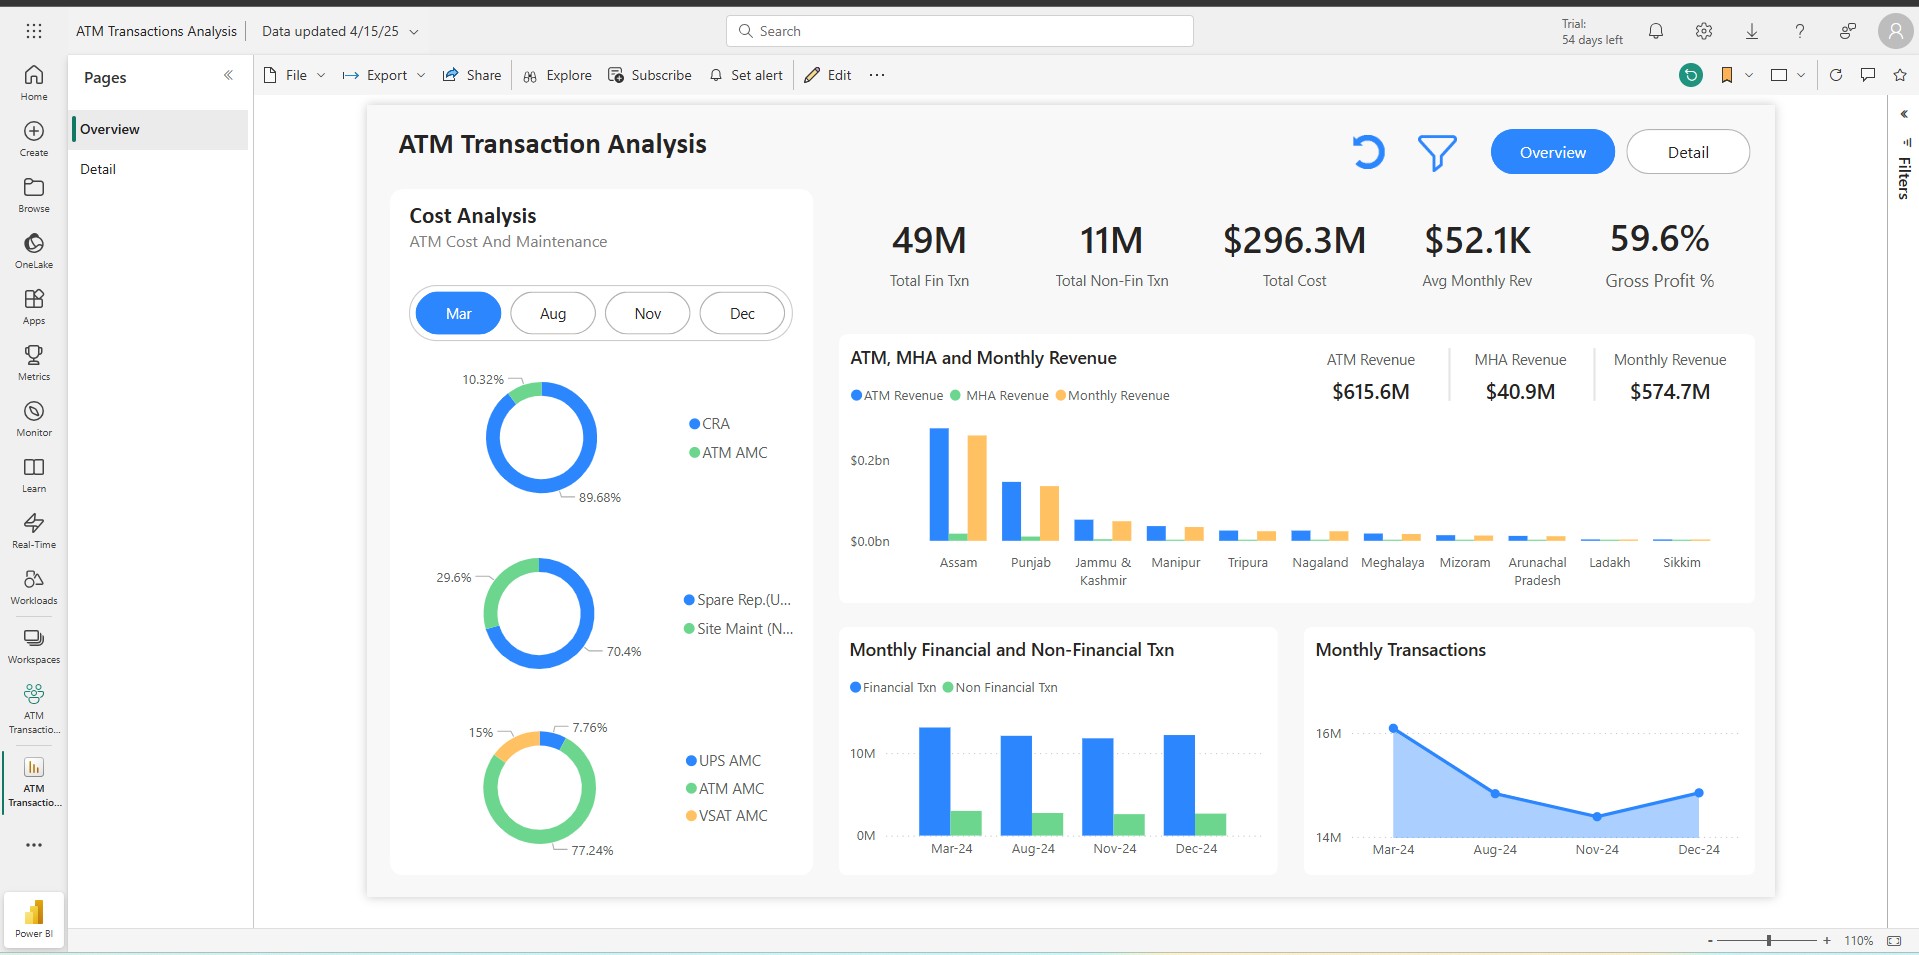 ATM Transactions Analysis
Data updated 4/15/25
Search
Trial:
54 days left
Home
Create
Browse
OneLake
Apps
Metrics
Monitor
Learn
Real-Time
Workloads
Workspaces
ATM
Transactio...
ATM
Transactio...
Power BI
Pages
Overview
Detail
File
Export
Share
Explore
Subscribe
Set alert
Edit
Filters
ATM Transaction Analysis
Overview
Detail
Cost Analysis
ATM Cost And Maintenance
Mar
Aug
Nov
Dec
10.32%
89.68%
CRA
ATM AMC
29.6%
70.4%
Spare Rep.(U...
Site Maint (N...
15%
7.76%
77.24%
UPS AMC
ATM AMC
VSAT AMC
49M
Total Fin Txn
11M
Total Non-Fin Txn
$296.3M
Total Cost
$52.1K
Avg Monthly Rev
59.6%
Gross Profit %
ATM, MHA and Monthly Revenue
ATM Revenue
MHA Revenue
Monthly Revenue
ATM Revenue
$615.6M
MHA Revenue
$40.9M
Monthly Revenue
$574.7M
$0.2bn
$0.0bn
Assam
Punjab
Jammu &
Kashmir
Manipur
Tripura
Nagaland
Meghalaya
Mizoram
Arunachal
Pradesh
Ladakh
Sikkim
Monthly Financial and Non-Financial Txn
Financial Txn
Non Financial Txn
10M
0M
Mar-24
Aug-24
Nov-24
Dec-24
Monthly Transactions
16M
14M
Mar-24
Aug-24
Nov-24
Dec-24
- + 110%